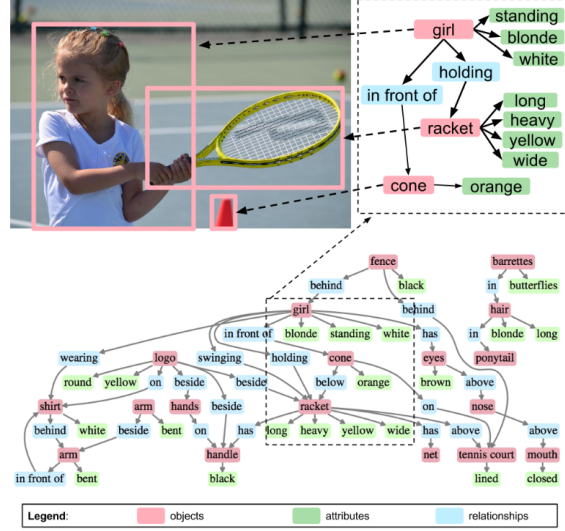 girl
standing
blonde
white
holding
in front of
racket
long
heavy
yellow
wide
cone
orange
fence
barrettes
behind
black
behind
in
butterflies
girl
hair
in front of
blonde
standing
white
has
in
blonde
long
wearing
logo
swinging
holding
cone
eyes
ponytail
round
yellow
on
beside
beside
below
orange
brown
above
shirt
arm
hands
beside
racket
on
nose
behind
white
beside
bent
on
has
long
heavy
yellow
wide
has
above
above
arm
handle
net
tennis court
mouth
in front of
bent
black
lined
closed
Legend:
objects
attributes
relationships